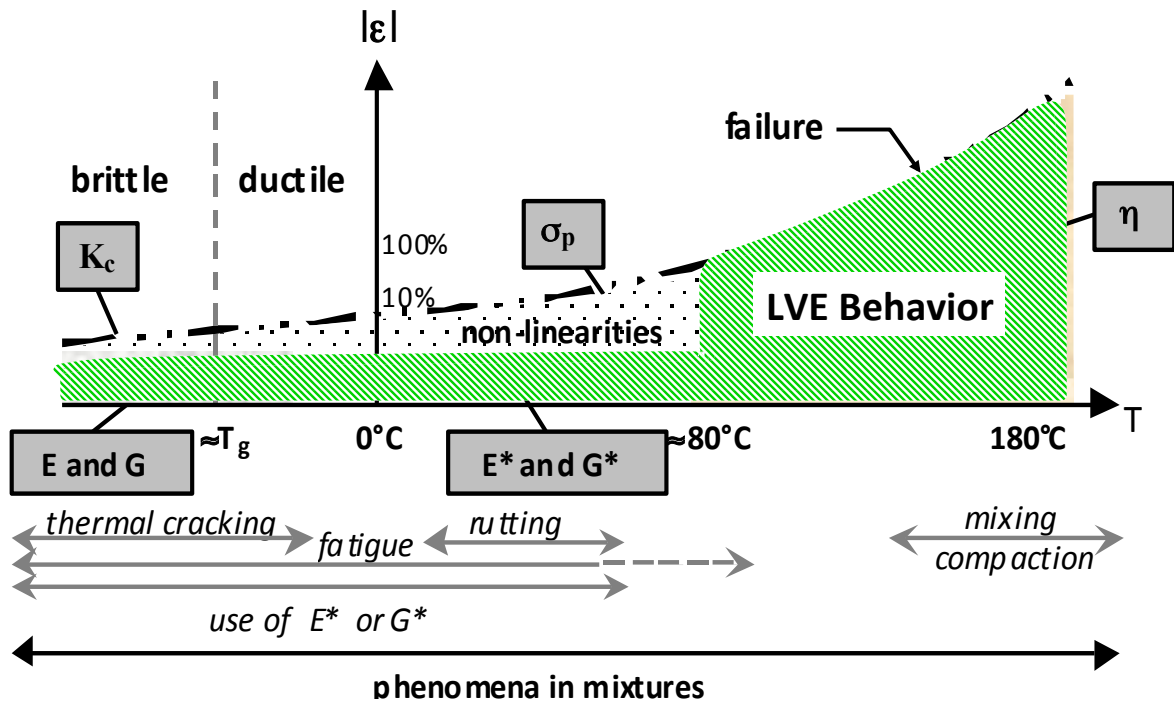 |ε|
failure
brittle
ductile
η
σp
Kc
100%
10%
LVE Behavior
non-linearities
T
≈Tg
0°C
≈80°C
180°C
E and G
E* and G*
thermal cracking
rutting
mixing
fatigue
compaction
use of E* or G*
phenomena in mixtures